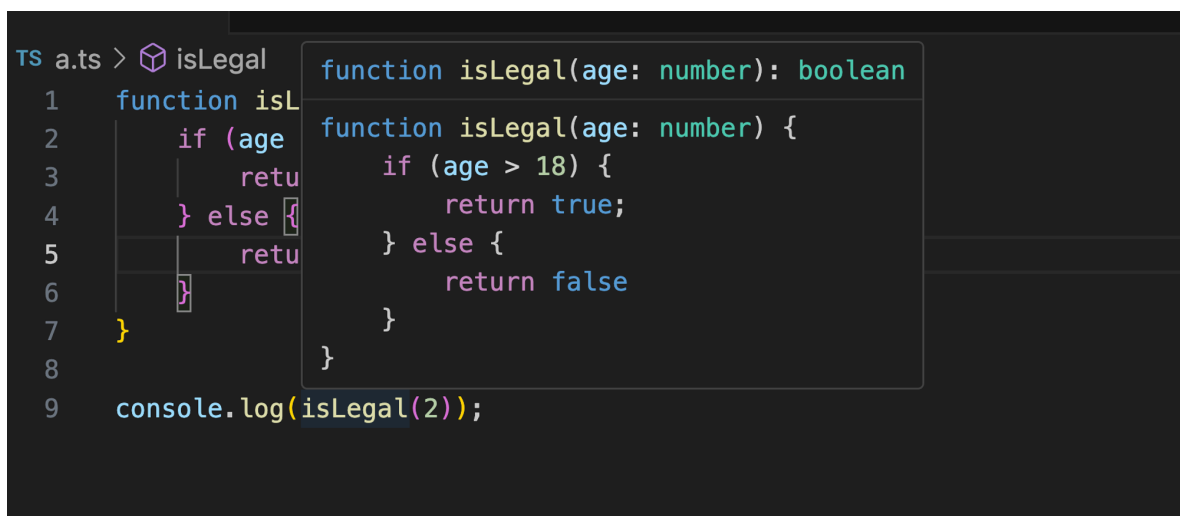 TS a.ts > isLegal
function isLegal(age: number): boolean
function isLegal(age: number) {
    if (age > 18) {
        return true;
    } else {
        return false
    }
}
1 function isL
2     if (age
3         retu
4     } else {
5         retu
6     }
7 }
8
9 console.log(isLegal(2));